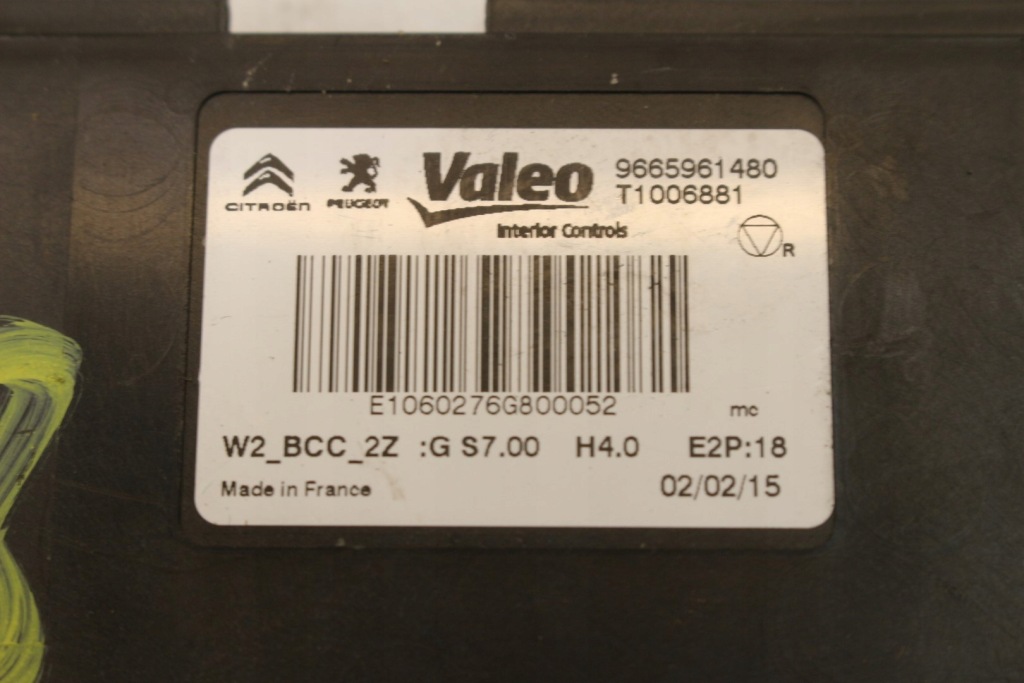 CITROËN PEUGEOT Valeo 9665961480
T1006881
Interior Controls
R
E1060276G800052
mc
W2_BCC_2Z :G S7.00 H4.0 E2P:18
Made in France 02/02/15